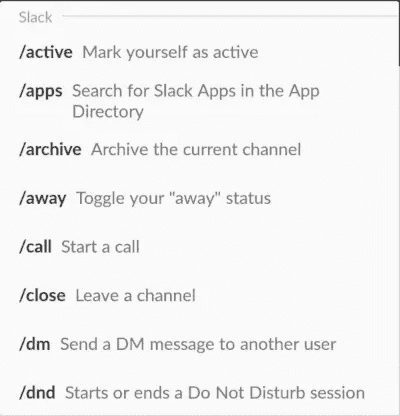 Slack
/active Mark yourself as active
/apps Search for Slack Apps in the App
Directory
/archive Archive the current channel
/away Toggle your "away" status
/call Start a call
/close Leave a channel
/dm Send a DM message to another user
/dnd Starts or ends a Do Not Disturb session